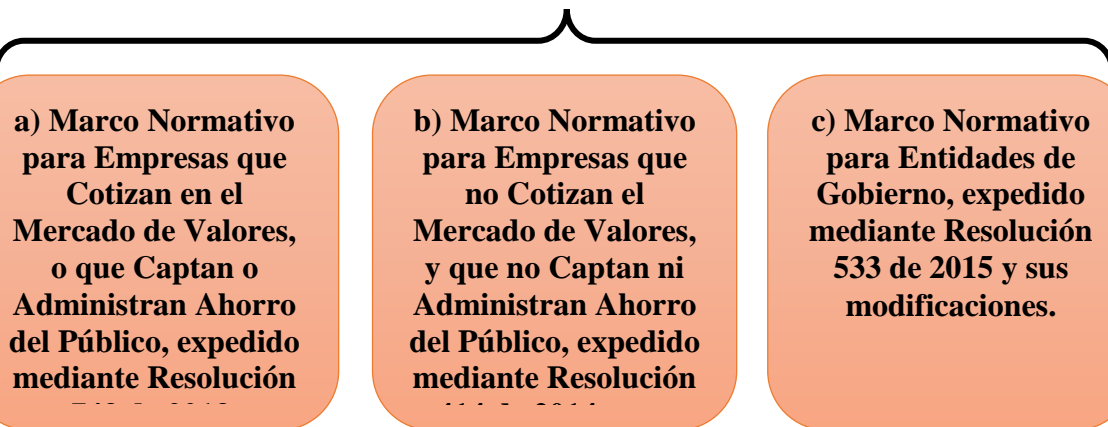 a) Marco Normativo
para Empresas que
Cotizan en el
Mercado de Valores,
o que Captan o
Administran Ahorro
del Público, expedido
mediante Resolución
b) Marco Normativo
para Empresas que
no Cotizan el
Mercado de Valores,
y que no Captan ni
Administran Ahorro
del Público, expedido
mediante Resolución
c) Marco Normativo
para Entidades de
Gobierno, expedido
mediante Resolución
533 de 2015 y sus
modificaciones.